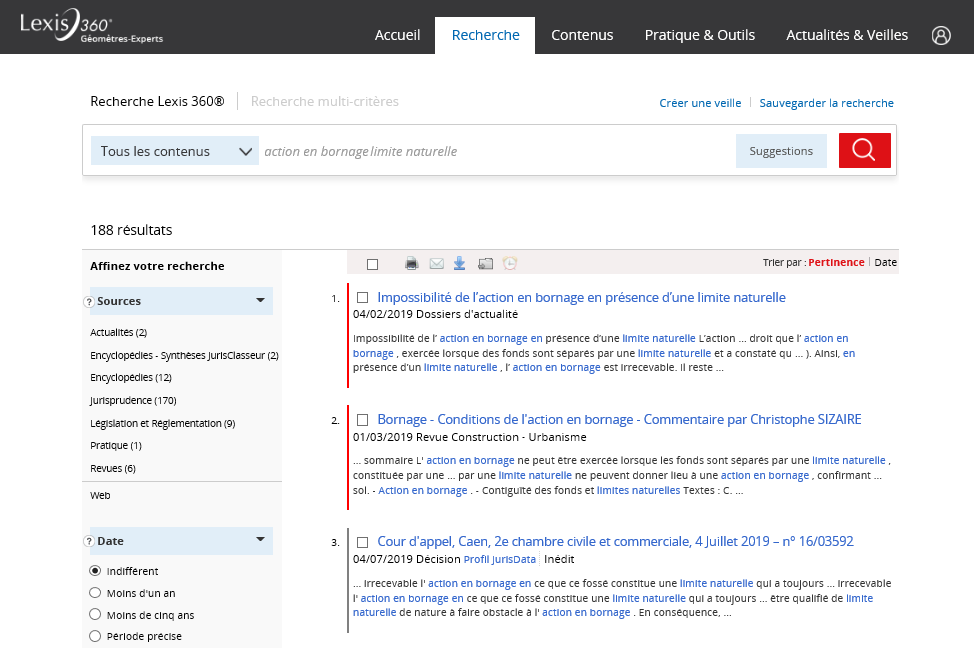 Lexis 360®
Géomètres-Experts
Accueil
Recherche
Contenus
Pratique & Outils
Actualités & Veilles
Recherche Lexis 360®
Recherche multi-critères
Créer une veille
Sauvegarder la recherche
Tous les contenus
action en bornage limite naturelle
Suggestions
188 résultats
Affinez votre recherche
? Sources
Actualités (2)
Encyclopédies - Synthèses JurisClasseur (2)
Encyclopédies (12)
Jurisprudence (170)
Législation et Réglementation (9)
Pratique (1)
Revues (6)
Web
? Date
Indifférent
Moins d'un an
Moins de cinq ans
Période précise
Trier par : Pertinence | Date
1. Impossibilité de l’action en bornage en présence d’une limite naturelle
04/02/2019 Dossiers d'actualité
Impossibilité de l’ action en bornage en présence d’une limite naturelle L’action ... droit que l’ action en
bornage , exercée lorsque des fonds sont séparés par une limite naturelle et a constaté qu ... ). Ainsi, en
présence d’un limite naturelle , l’ action en bornage est irrecevable. Il reste ...
2. Bornage - Conditions de l'action en bornage - Commentaire par Christophe SIZAIRE
01/03/2019 Revue Construction - Urbanisme
... sommaire L' action en bornage ne peut être exercée lorsque les fonds sont séparés par une limite naturelle ,
constituée par une ... par une limite naturelle ne peuvent donner lieu à une action en bornage , confirmant ...
sol. - Action en bornage . - Contiguïté des fonds et limites naturelles Textes : C. ...
3. Cour d'appel, Caen, 2e chambre civile et commerciale, 4 Juillet 2019 – n° 16/03592
04/07/2019 Décision Profil JurisData | Inédit
... irrecevable l' action en bornage en ce que ce fossé constitue une limite naturelle qui a toujours ... irrecevable
l' action en bornage en ce que ce fossé constitue une limite naturelle qui a toujours ... être qualifié de limite
naturelle de nature à faire obstacle à l' action en bornage . En conséquence, ...